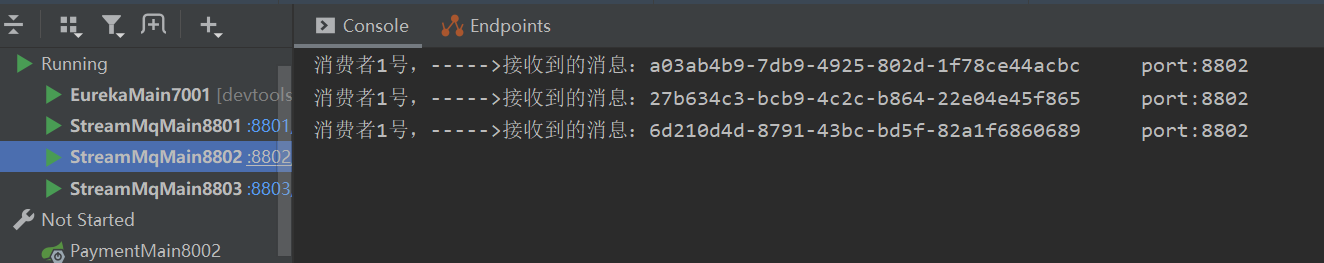 Console
Endpoints
Running
EurekaMain7001 [devtools
StreamMqMain8801 :8801,
StreamMqMain8802 :8802
StreamMqMain8803 :8803,
Not Started
PaymentMain8002
消费者1号，----->接收到的消息：a03ab4b9-7db9-4925-802d-1f78ce44acbc port:8802
消费者1号，----->接收到的消息：27b634c3-bcb9-4c2c-b864-22e04e45f865 port:8802
消费者1号，----->接收到的消息：6d210d4d-8791-43bc-bd5f-82a1f6860689 port:8802